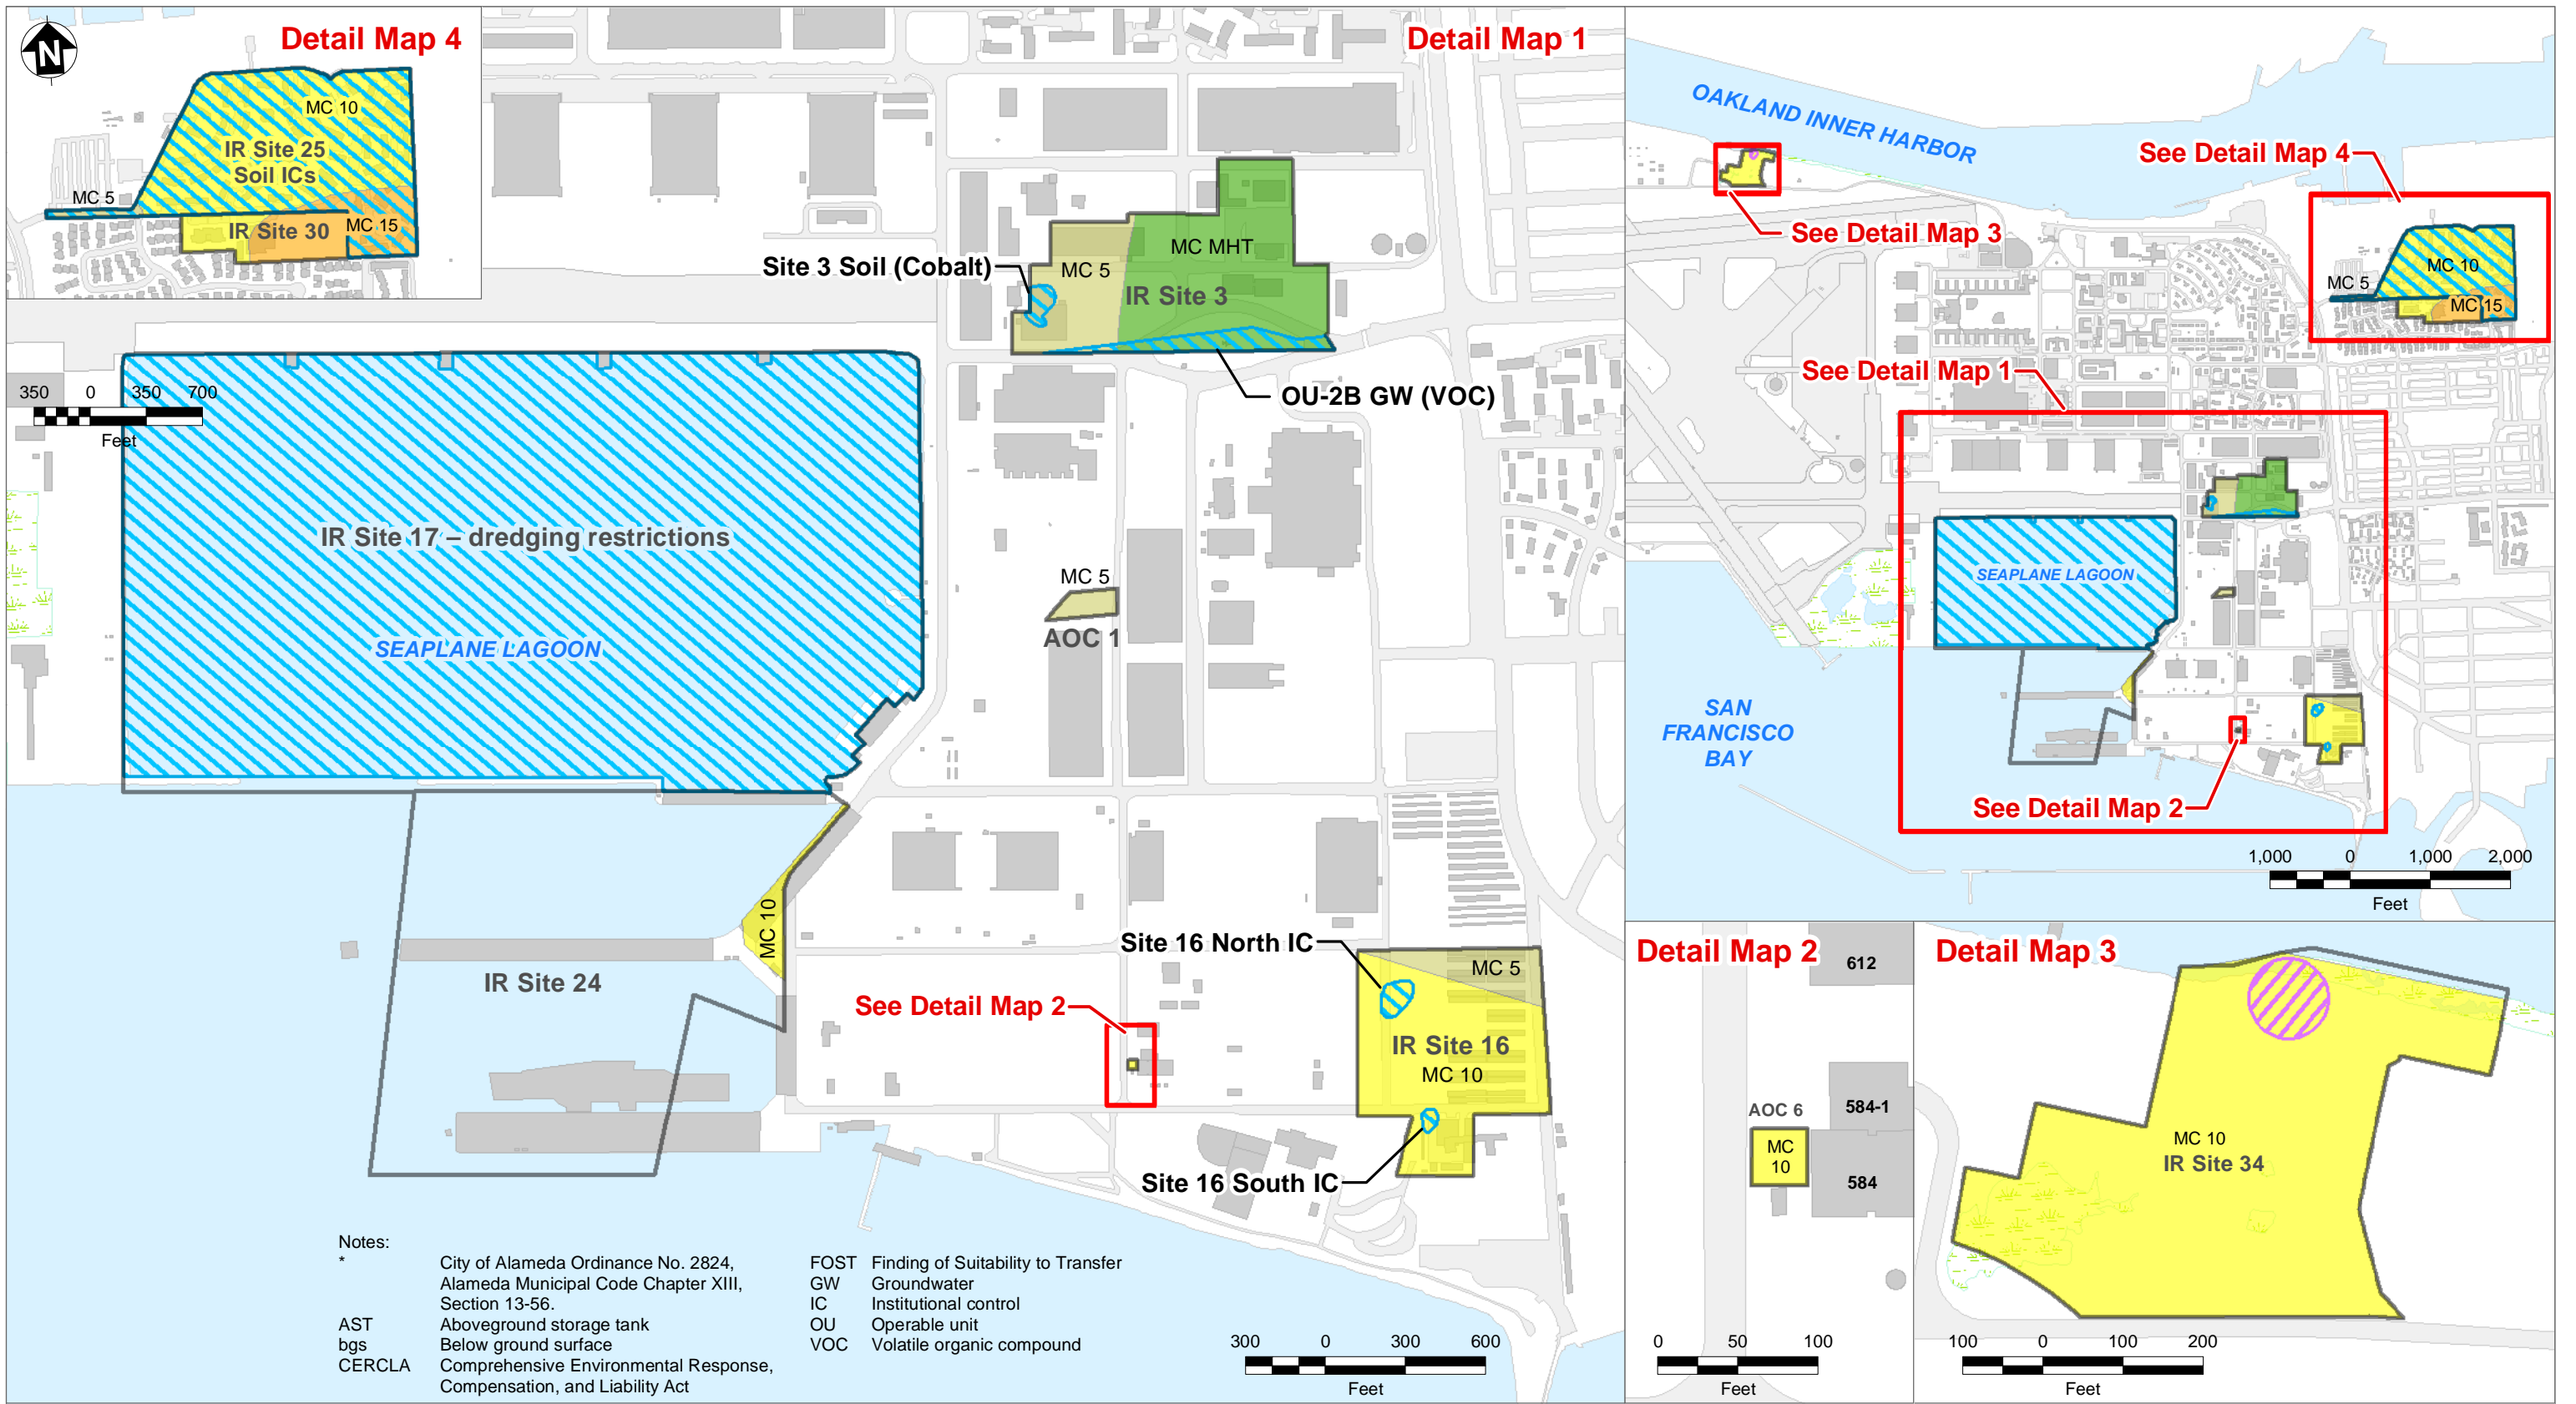 N
Detail Map 4
MC 10
IR Site 25
Soil ICs
MC 5
IR Site 30
MC 15
350 0 350 700
Feet
Detail Map 1
Site 3 Soil (Cobalt)
MC 5
MC MHT
IR Site 3
OU-2B GW (VOC)
IR Site 17 – dredging restrictions
SEAPLANE LAGOON
MC 5
AOC 1
MC 10
IR Site 24
See Detail Map 2
Site 16 North IC
MC 5
IR Site 16
MC 10
Site 16 South IC
Notes:
* City of Alameda Ordinance No. 2824,
Alameda Municipal Code Chapter XIII,
Section 13-56.
AST Aboveground storage tank
bgs Below ground surface
CERCLA Comprehensive Environmental Response,
Compensation, and Liability Act
FOST Finding of Suitability to Transfer
GW Groundwater
IC Institutional control
OU Operable unit
VOC Volatile organic compound
300 0 300 600
Feet
OAKLAND INNER HARBOR
See Detail Map 4
See Detail Map 3
MC 10
MC 5
MC 15
See Detail Map 1
SEAPLANE LAGOON
SAN
FRANCISCO
BAY
See Detail Map 2
1,000 0 1,000 2,000
Feet
Detail Map 2
612
584-1
AOC 6
MC
10
584
0 50 100
Feet
Detail Map 3
MC 10
IR Site 34
100 0 100 200
Feet